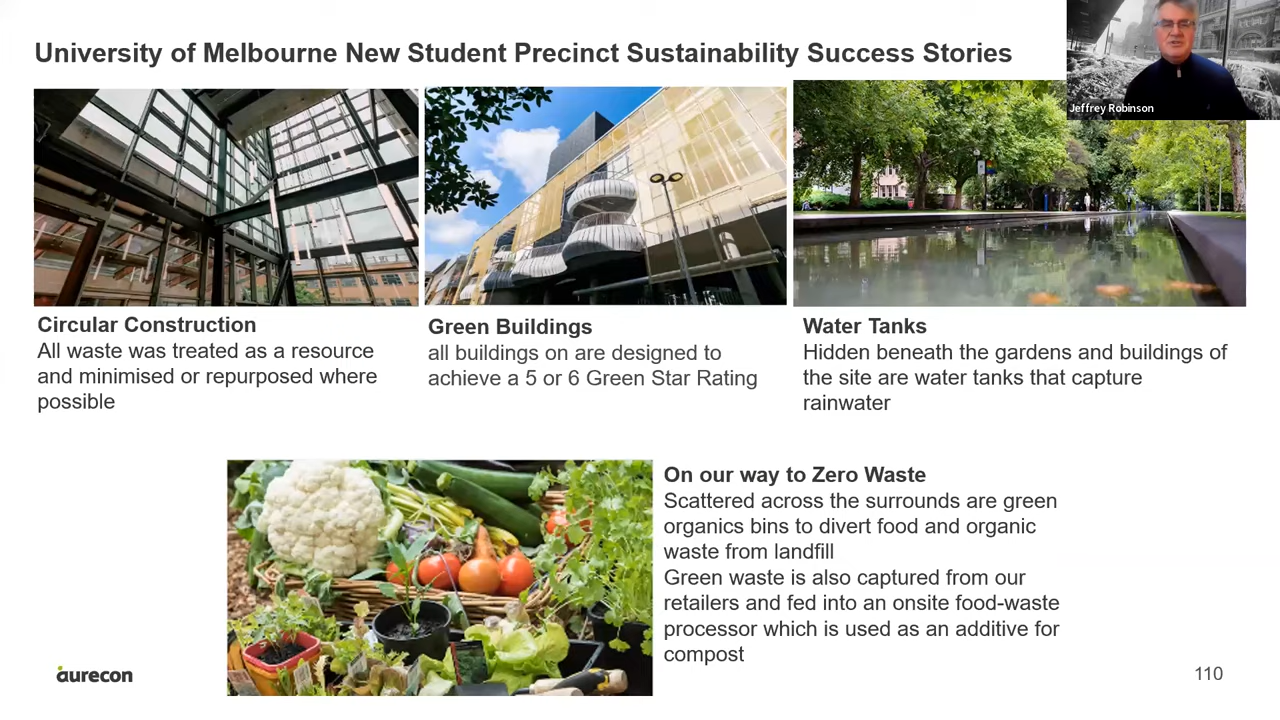 University of Melbourne New Student Precinct Sustainability Success Stories
Jeffrey Robinson
Circular Construction
All waste was treated as a resource
and minimised or repurposed where
possible
Green Buildings
all buildings on are designed to
achieve a 5 or 6 Green Star Rating
Water Tanks
Hidden beneath the gardens and buildings of
the site are water tanks that capture
rainwater
On our way to Zero Waste
Scattered across the surrounds are green
organics bins to divert food and organic
waste from landfill
Green waste is also captured from our
retailers and fed into an onsite food-waste
processor which is used as an additive for
compost
aurecon
110